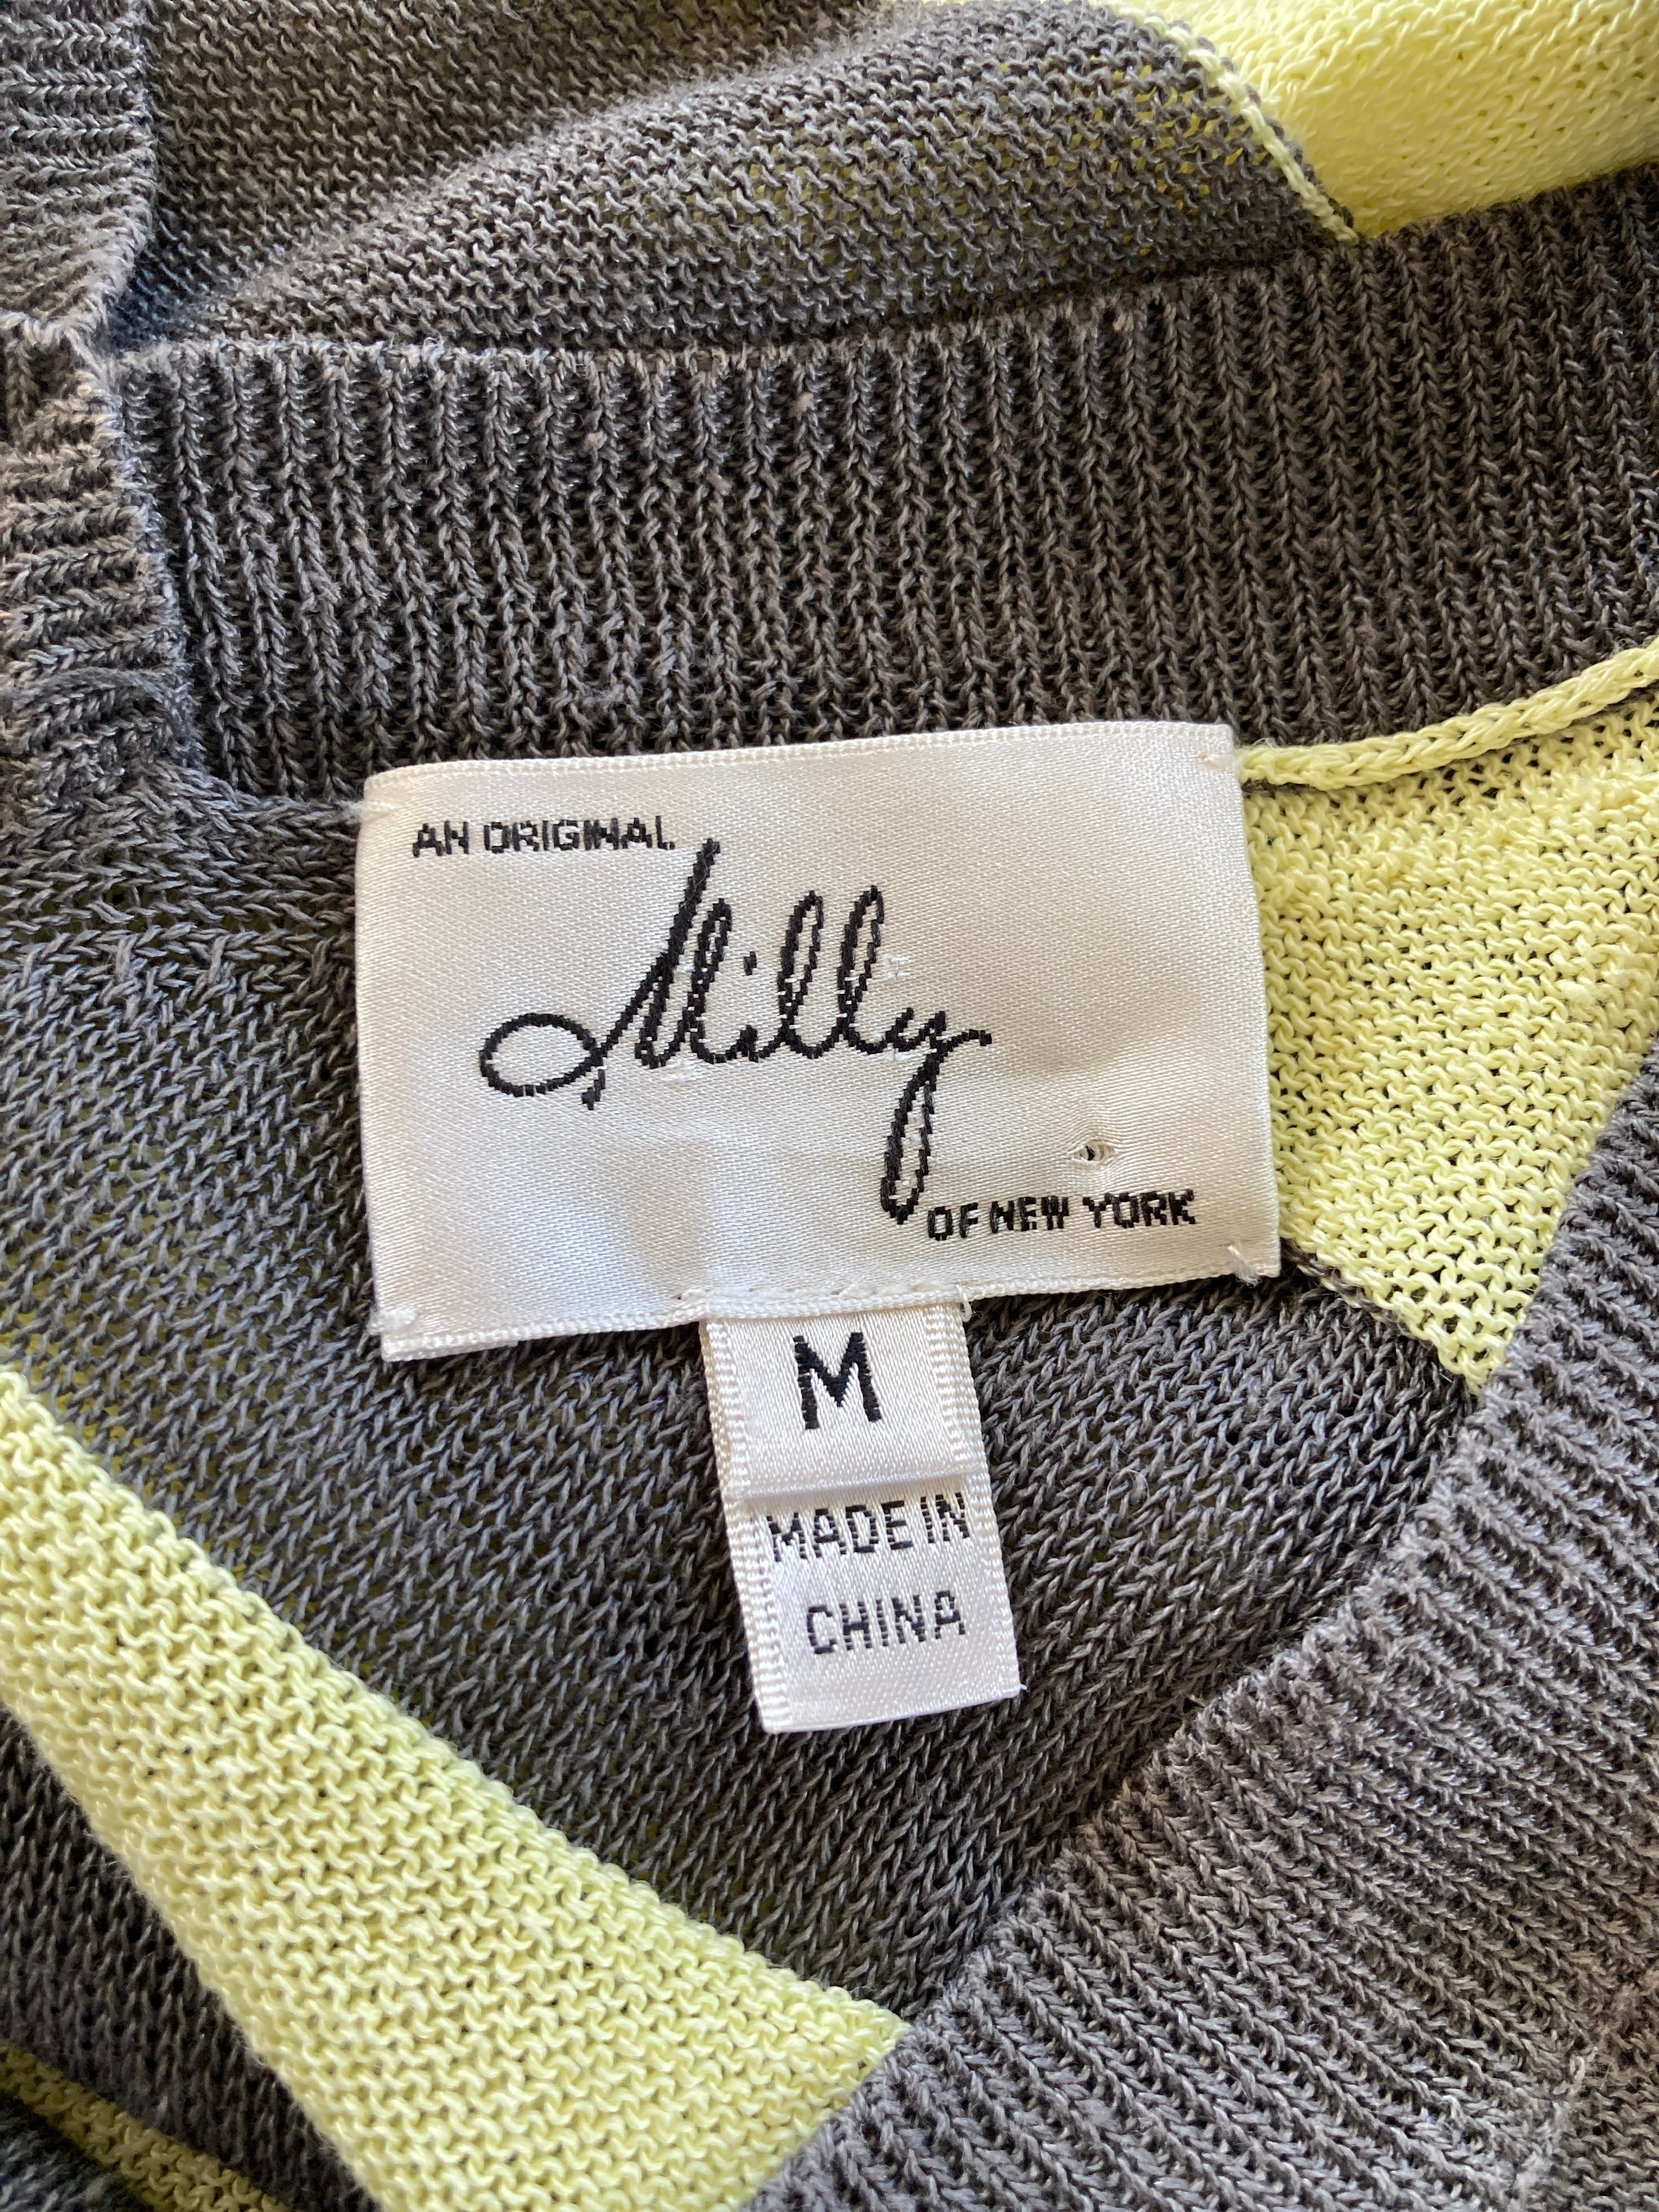 AN ORIGINAL
Milly
OF NEW YORK
M
MADE IN
CHINA